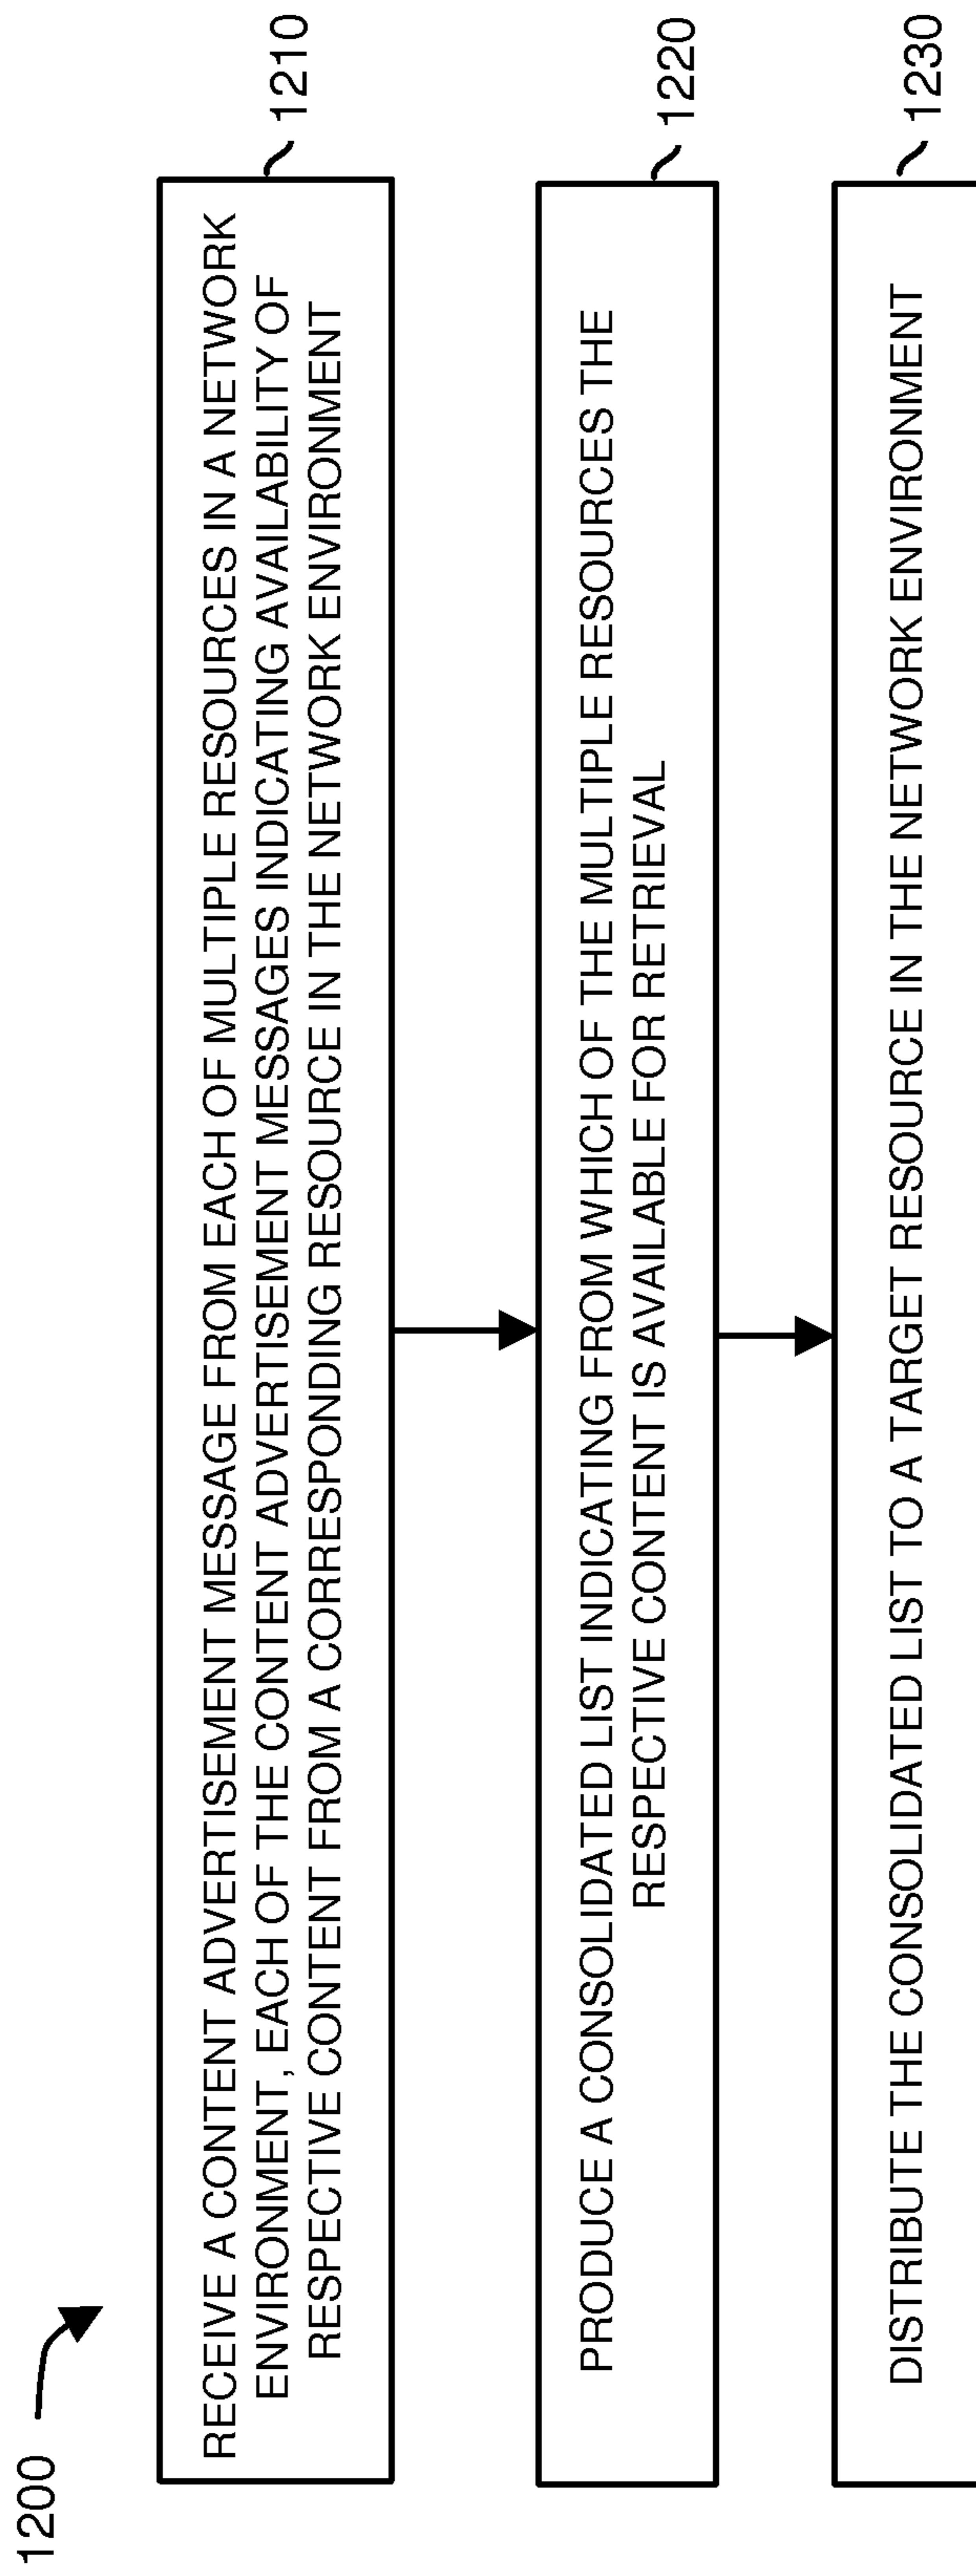 1200
RECEIVE A CONTENT ADVERTISEMENT MESSAGE FROM EACH OF MULTIPLE RESOURCES IN A NETWORK
ENVIRONMENT, EACH OF THE CONTENT ADVERTISEMENT MESSAGES INDICATING AVAILABILITY OF
RESPECTIVE CONTENT FROM A CORRESPONDING RESOURCE IN THE NETWORK ENVIRONMENT
1210
PRODUCE A CONSOLIDATED LIST INDICATING FROM WHICH OF THE MULTIPLE RESOURCES THE
RESPECTIVE CONTENT IS AVAILABLE FOR RETRIEVAL
1220
DISTRIBUTE THE CONSOLIDATED LIST TO A TARGET RESOURCE IN THE NETWORK ENVIRONMENT
1230